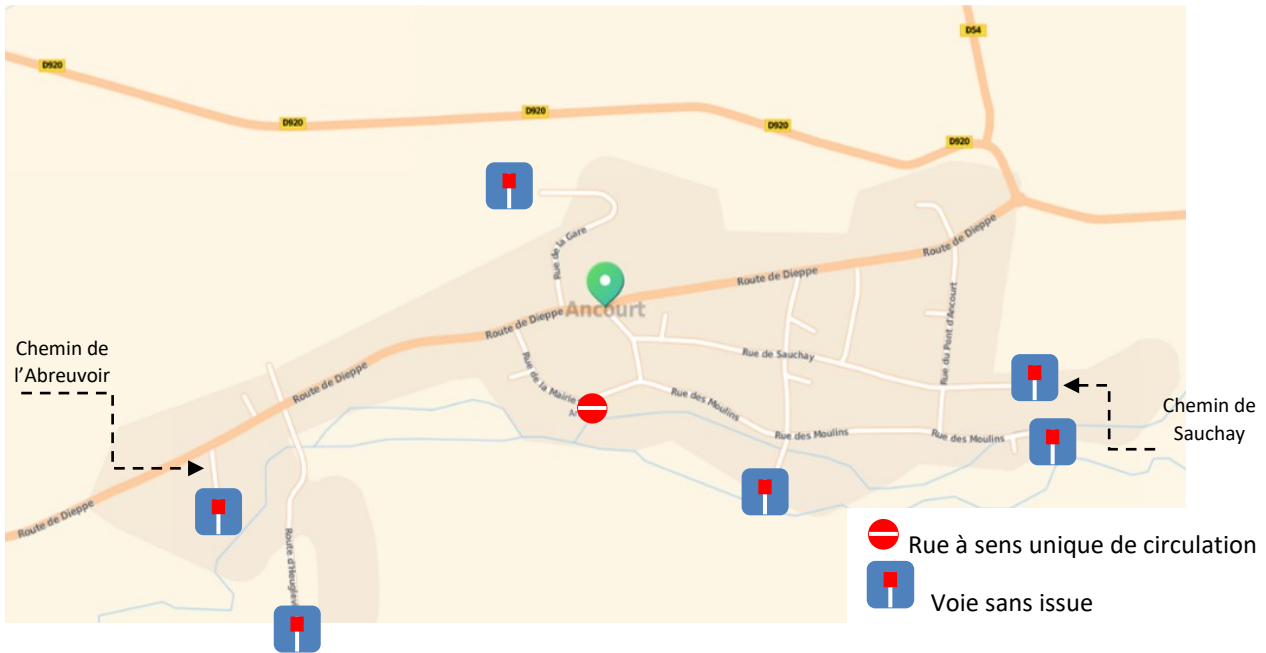 D920
D54
D920
D920
D920
D920
Rue de la Gare
Route de Dieppe
Route de Dieppe
Ancourt
Route de Dieppe
Rue du Pont d'Ancourt
Rue de Sauchay
Rue de la Mairie
Chemin de
l'Abreuvoir
Route de Dieppe
Rue des Moulins
Rue des Moulins
Rue des Moulins
Chemin de
Sauchay
Route de Dieppe
Rue à sens unique de circulation
Voie sans issue